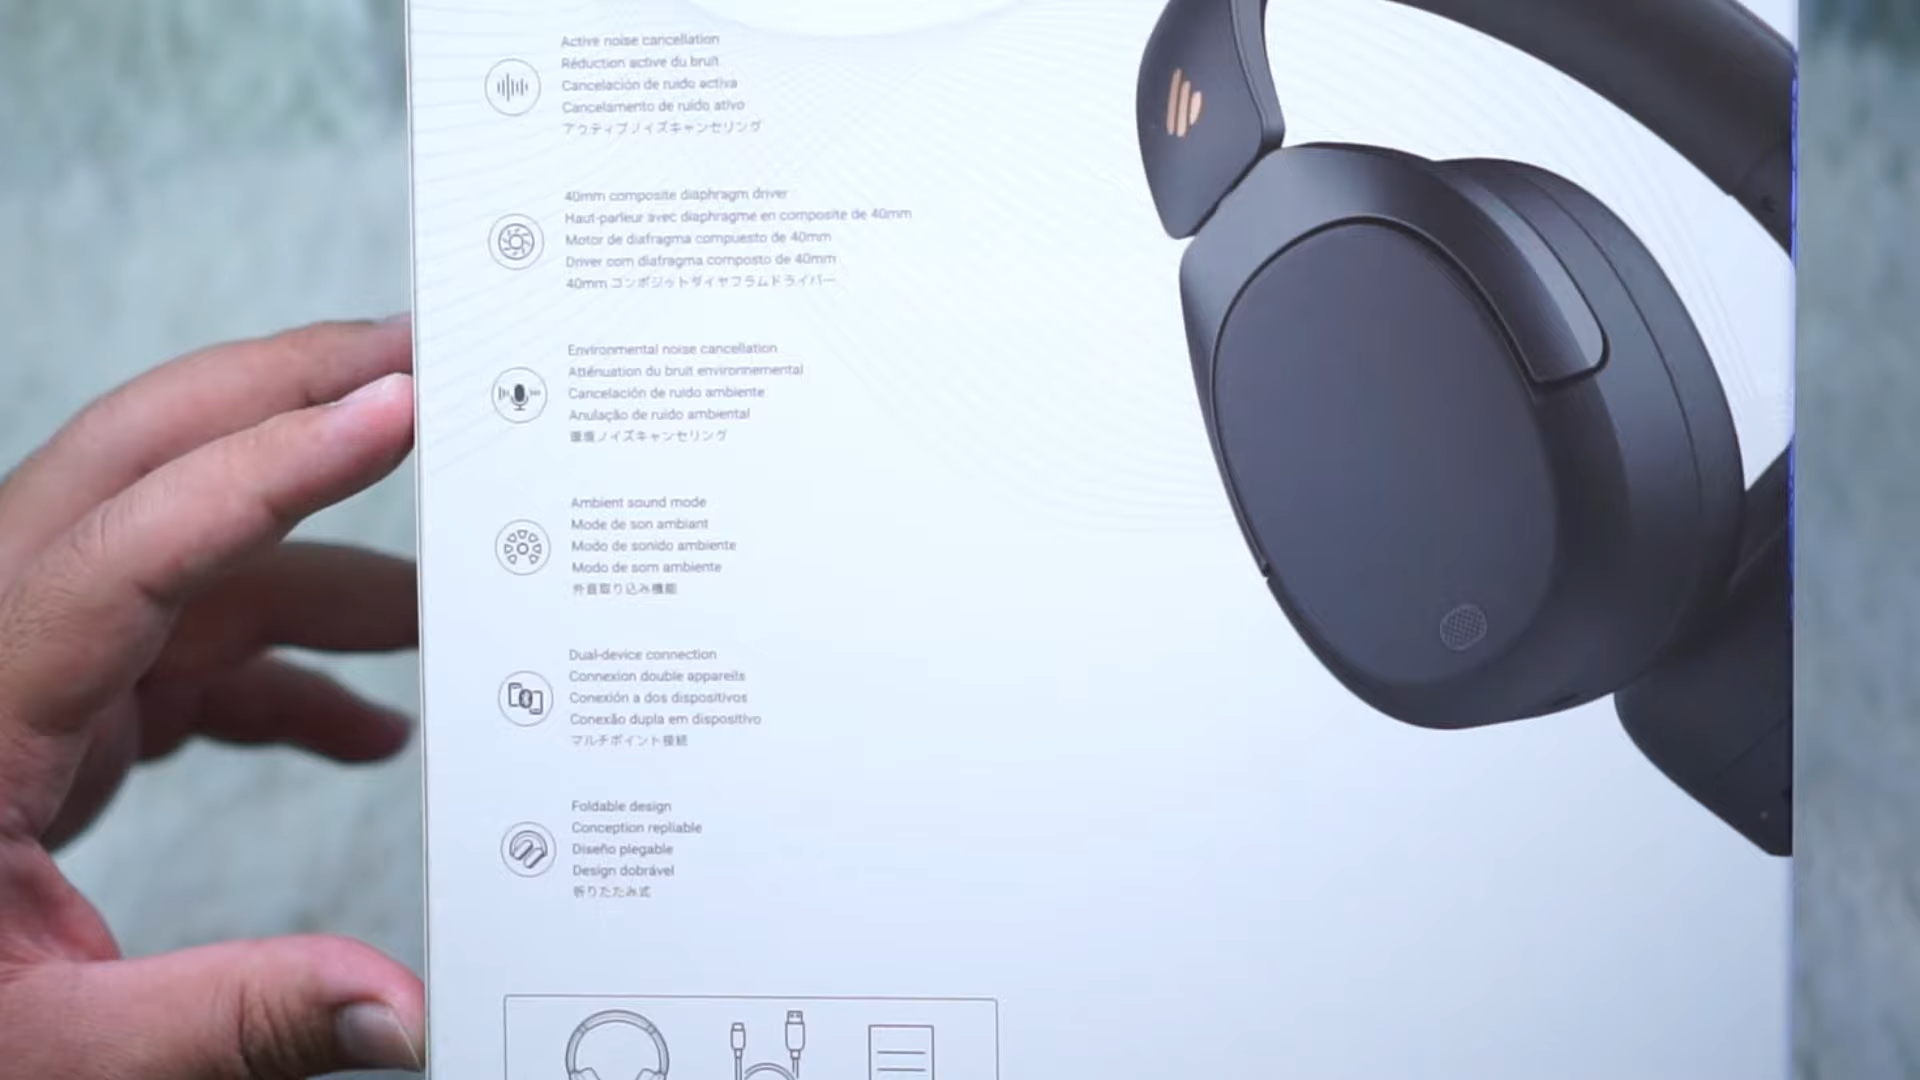 Active noise cancellation
Réduction active du bruit
Cancelación de ruido activa
Cancelamento de ruído ativo
アクティブノイズキャンセリング
40mm composite diaphragm driver
Haut-parleur avec diaphragme en composite de 40mm
Motor de diafragma compuesto de 40mm
Driver com diafragma composto de 40mm
40mm コンポジットダイヤフラムドライバー
Environmental noise cancellation
Atténuation du bruit environnemental
Cancelación de ruido ambiente
Anulação de ruído ambiental
環境ノイズキャンセリング
Ambient sound mode
Mode de son ambiant
Modo de sonido ambiente
Modo de som ambiente
外音取り込み機能
Dual-device connection
Connexion double appareils
Conexión a dos dispositivos
Conexão dupla em dispositivo
マルチポイント接続
Foldable design
Conception repliable
Diseño plegable
Design dobrável
折りたたみ式